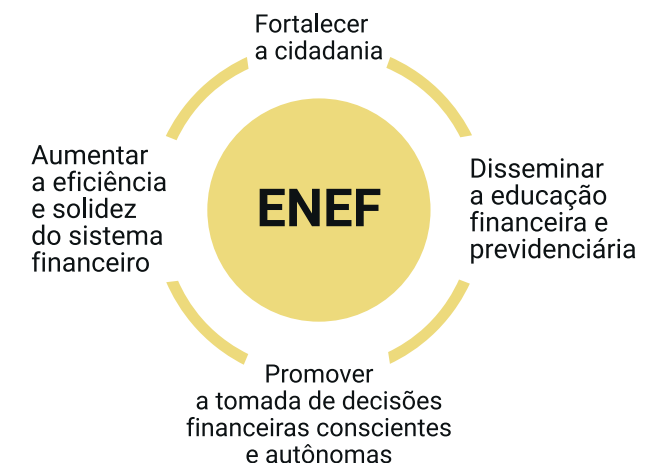 Fortalecer
a cidadania
Aumentar
a eficiência
e solidez
do sistema
financeiro
ENEF
Disseminar
a educação
financeira e
previdenciária
Promover
a tomada de decisões
financeiras conscientes
e autônomas